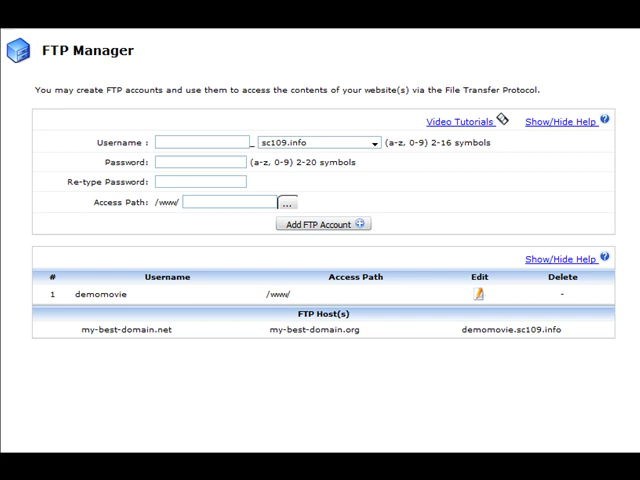 FTP Manager
You may create FTP accounts and use them to access the contents of your website(s) via the File Transfer Protocol.
Video Tutorials Show/Hide Help
Username : _ sc109.info (a-z, 0-9) 2-16 symbols
Password: (a-z, 0-9) 2-20 symbols
Re-type Password:
Access Path: /www/ ...
Add FTP Account
Show/Hide Help
# Username Access Path Edit Delete
1 demomovie /www/ -
FTP Host(s)
my-best-domain.net my-best-domain.org demomovie.sc109.info